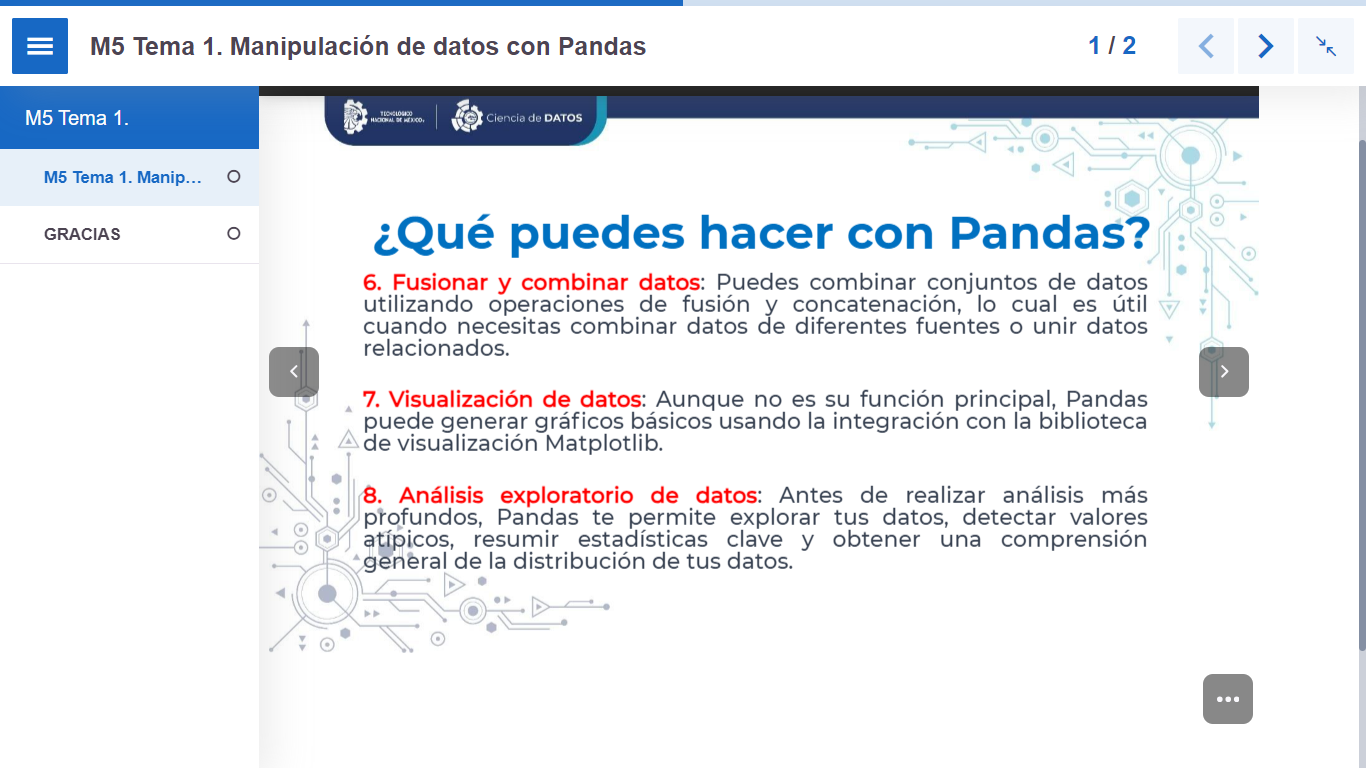 M5 Tema 1. Manipulación de datos con Pandas
1 / 2
M5 Tema 1.
M5 Tema 1. Manip...
GRACIAS
TECNOLÓGICO
NACIONAL DE MÉXICO
Ciencia de DATOS
¿Qué puedes hacer con Pandas?
6. Fusionar y combinar datos: Puedes combinar conjuntos de datos
utilizando operaciones de fusión y concatenación, lo cual es útil
cuando necesitas combinar datos de diferentes fuentes o unir datos
relacionados.
7. Visualización de datos: Aunque no es su función principal, Pandas
puede generar gráficos básicos usando la integración con la biblioteca
de visualización Matplotlib.
8. Análisis exploratorio de datos: Antes de realizar análisis más
profundos, Pandas te permite explorar tus datos, detectar valores
atípicos, resumir estadísticas clave y obtener una comprensión
general de la distribución de tus datos.